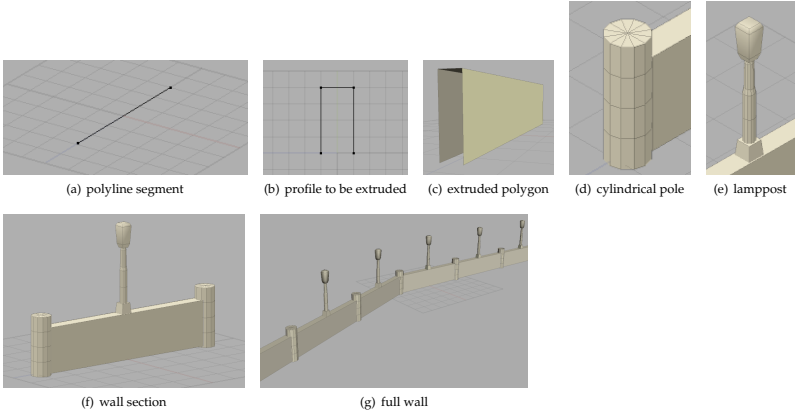 (a) polyline segment
(b) profile to be extruded
(c) extruded polygon
(d) cylindrical pole
(e) lamppost
(f) wall section
(g) full wall